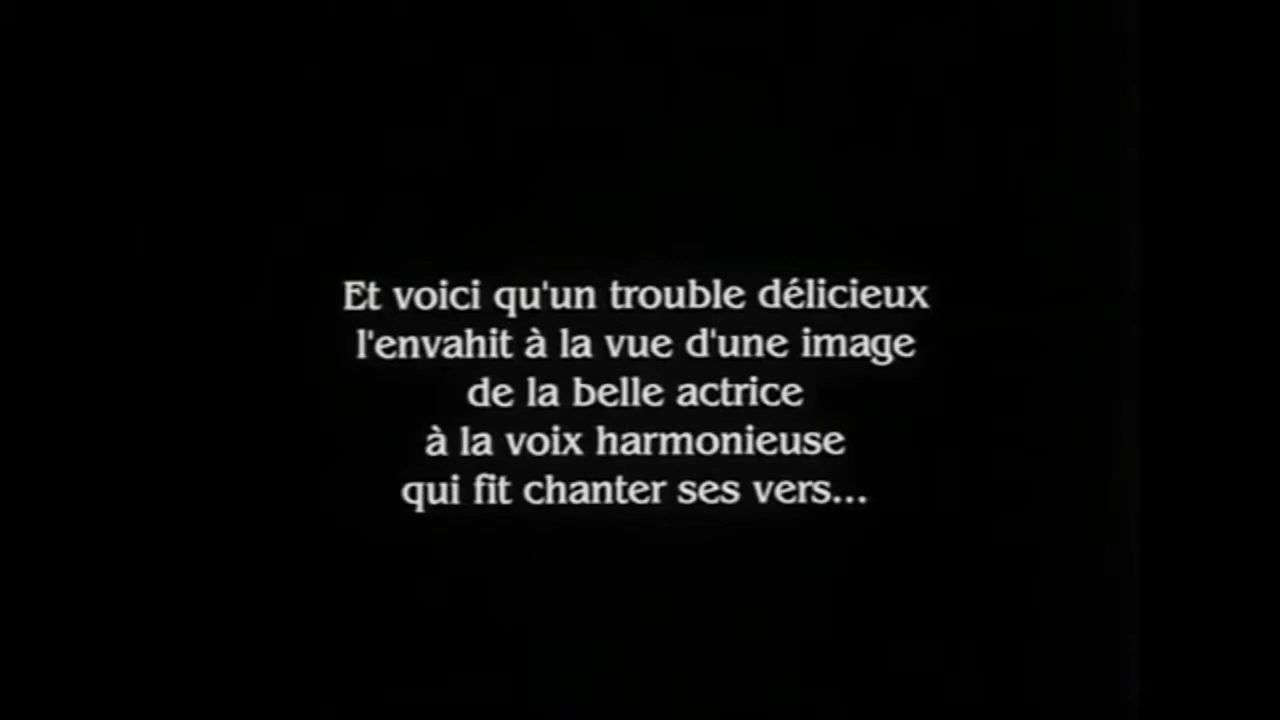 Et voici qu'un trouble délicieux
l'envahit à la vue d'une image
de la belle actrice
à la voix harmonieuse
qui fit chanter ses vers...